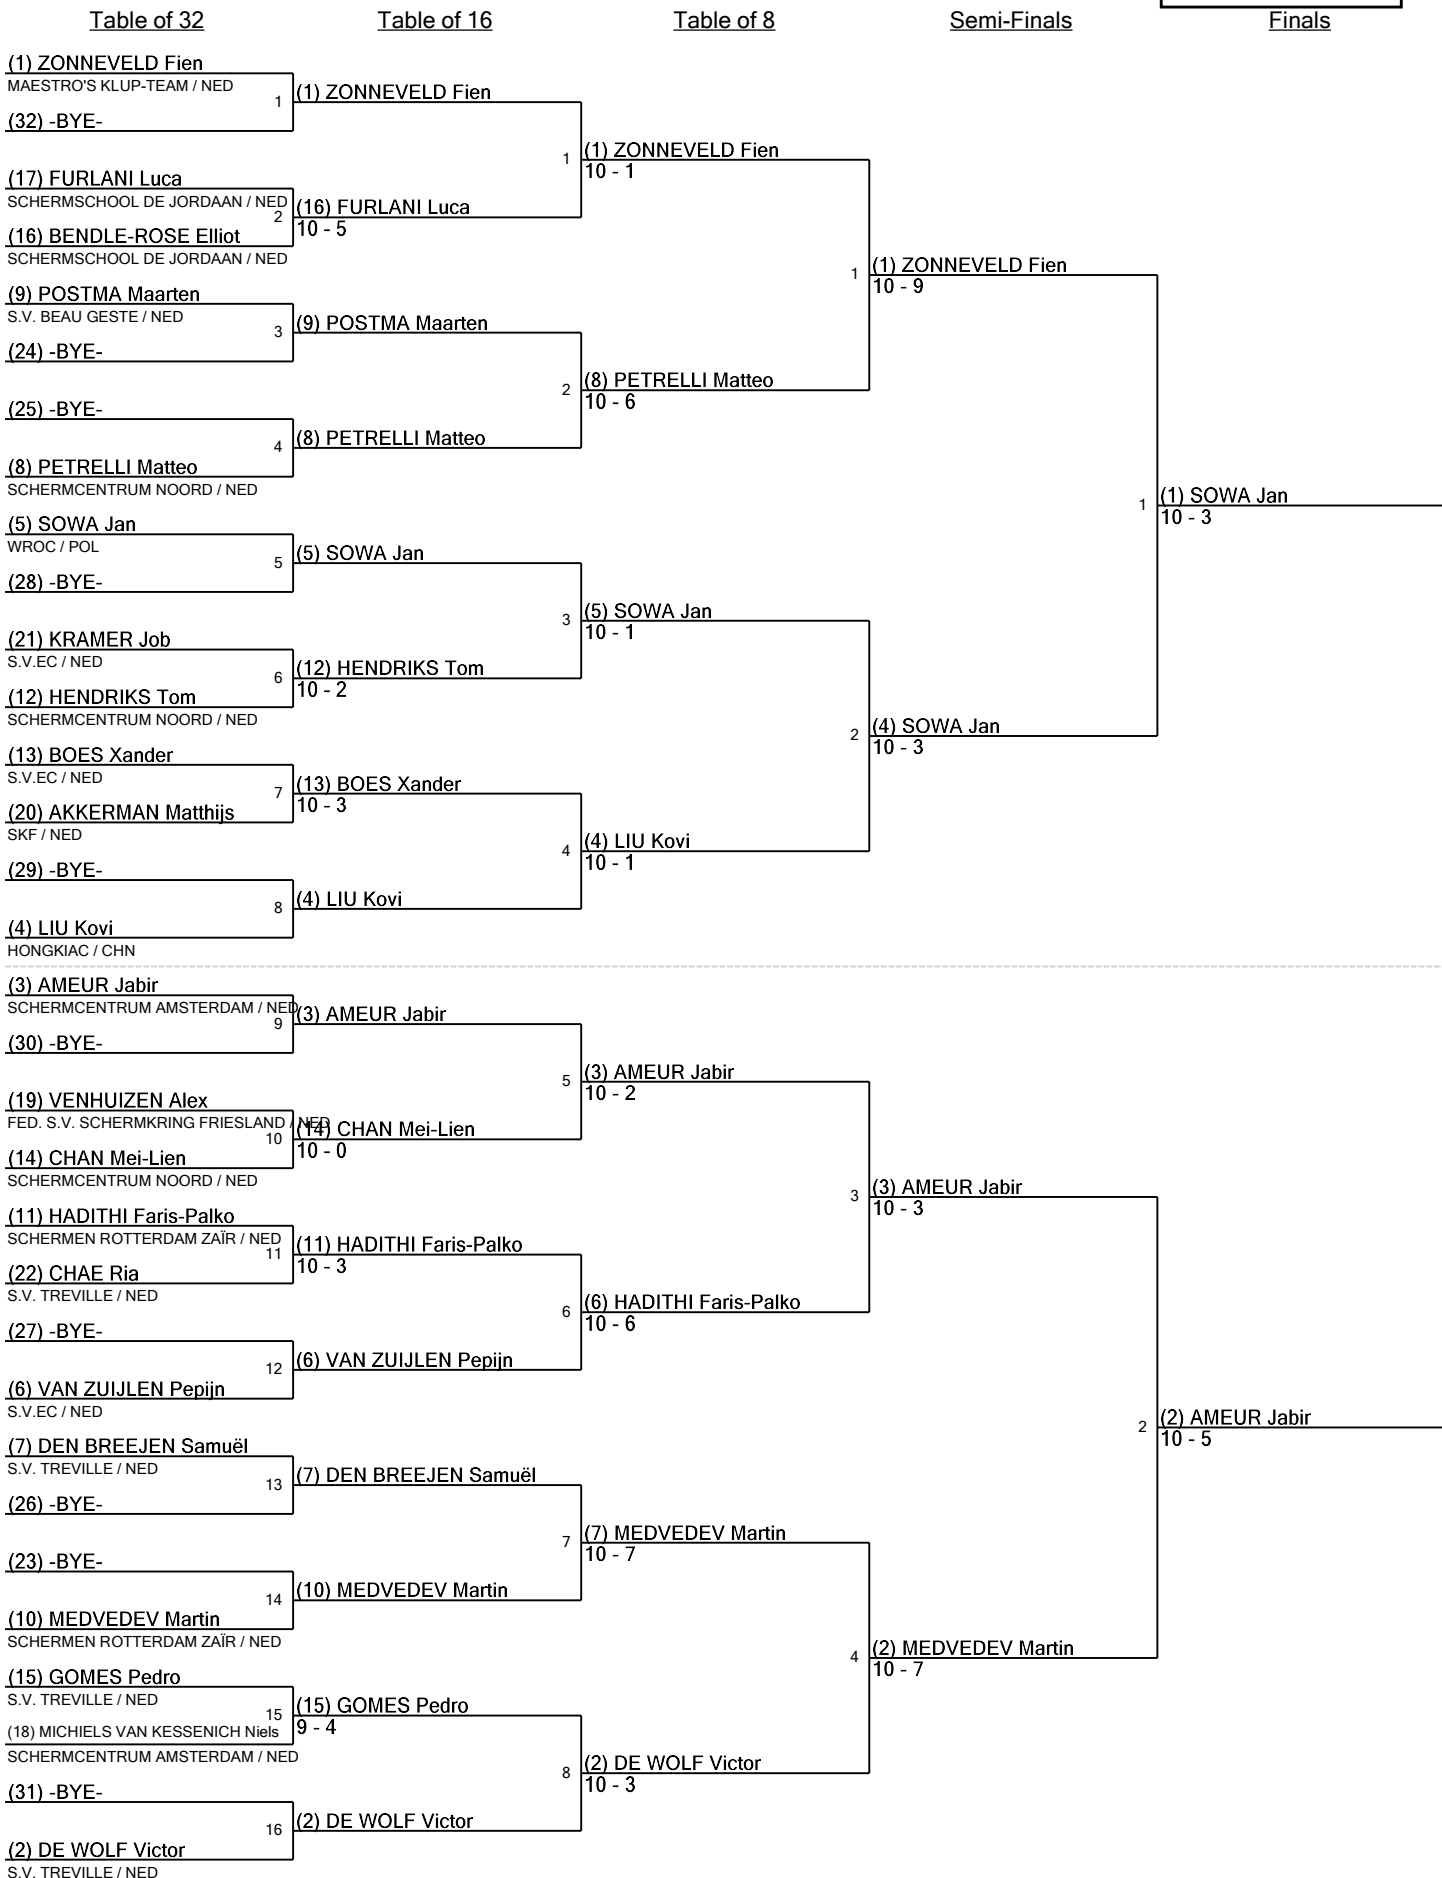 Table of 32
Table of 16
Table of 8
Semi-Finals
Finals
(1) ZONNEVELD Fien
MAESTRO'S KLUP-TEAM / NED
1
(32) -BYE-
(17) FURLANI Luca
SCHERMSCHOOL DE JORDAAN / NED
2
(16) BENDLE-ROSE Elliot
SCHERMSCHOOL DE JORDAAN / NED
(9) POSTMA Maarten
S.V. BEAU GESTE / NED
3
(24) -BYE-
(25) -BYE-
4
(8) PETRELLI Matteo
SCHERMCENTRUM NOORD / NED
(5) SOWA Jan
WROC / POL
5
(28) -BYE-
(21) KRAMER Job
S.V.EC / NED
6
(12) HENDRIKS Tom
SCHERMCENTRUM NOORD / NED
(13) BOES Xander
S.V.EC / NED
7
(20) AKKERMAN Matthijs
SKF / NED
(29) -BYE-
8
(4) LIU Kovi
HONGKIAC / CHN
(3) AMEUR Jabir
SCHERMCENTRUM AMSTERDAM / NED
9
(30) -BYE-
(19) VENHUIZEN Alex
FED. S.V. SCHERMKRING FRIESLAND / NED
10
(14) CHAN Mei-Lien
SCHERMCENTRUM NOORD / NED
(11) HADITHI Faris-Palko
SCHERMEN ROTTERDAM ZAÏR / NED
11
(22) CHAE Ria
S.V. TREVILLE / NED
(27) -BYE-
12
(6) VAN ZUIJLEN Pepijn
S.V.EC / NED
(7) DEN BREEJEN Samuël
S.V. TREVILLE / NED
13
(26) -BYE-
(23) -BYE-
14
(10) MEDVEDEV Martin
SCHERMEN ROTTERDAM ZAÏR / NED
(15) GOMES Pedro
S.V. TREVILLE / NED
15
(18) MICHIELS VAN KESSENICH Niels
SCHERMCENTRUM AMSTERDAM / NED
(31) -BYE-
16
(2) DE WOLF Victor
S.V. TREVILLE / NED
(1) ZONNEVELD Fien
1
(16) FURLANI Luca
10 - 5
(9) POSTMA Maarten
2
(8) PETRELLI Matteo
(5) SOWA Jan
3
(12) HENDRIKS Tom
10 - 2
(13) BOES Xander
10 - 3
4
(4) LIU Kovi
(3) AMEUR Jabir
5
(14) CHAN Mei-Lien
10 - 0
(11) HADITHI Faris-Palko
10 - 3
6
(6) VAN ZUIJLEN Pepijn
(7) DEN BREEJEN Samuël
7
(10) MEDVEDEV Martin
(15) GOMES Pedro
9 - 4
8
(2) DE WOLF Victor
(1) ZONNEVELD Fien
10 - 1
1
(8) PETRELLI Matteo
10 - 6
(5) SOWA Jan
10 - 1
2
(4) LIU Kovi
10 - 1
(3) AMEUR Jabir
10 - 2
3
(6) HADITHI Faris-Palko
10 - 6
(7) MEDVEDEV Martin
10 - 7
4
(2) DE WOLF Victor
10 - 3
(1) ZONNEVELD Fien
10 - 9
1
(4) SOWA Jan
10 - 3
(3) AMEUR Jabir
10 - 3
2
(2) MEDVEDEV Martin
10 - 7
(1) SOWA Jan
10 - 3
(2) AMEUR Jabir
10 - 5